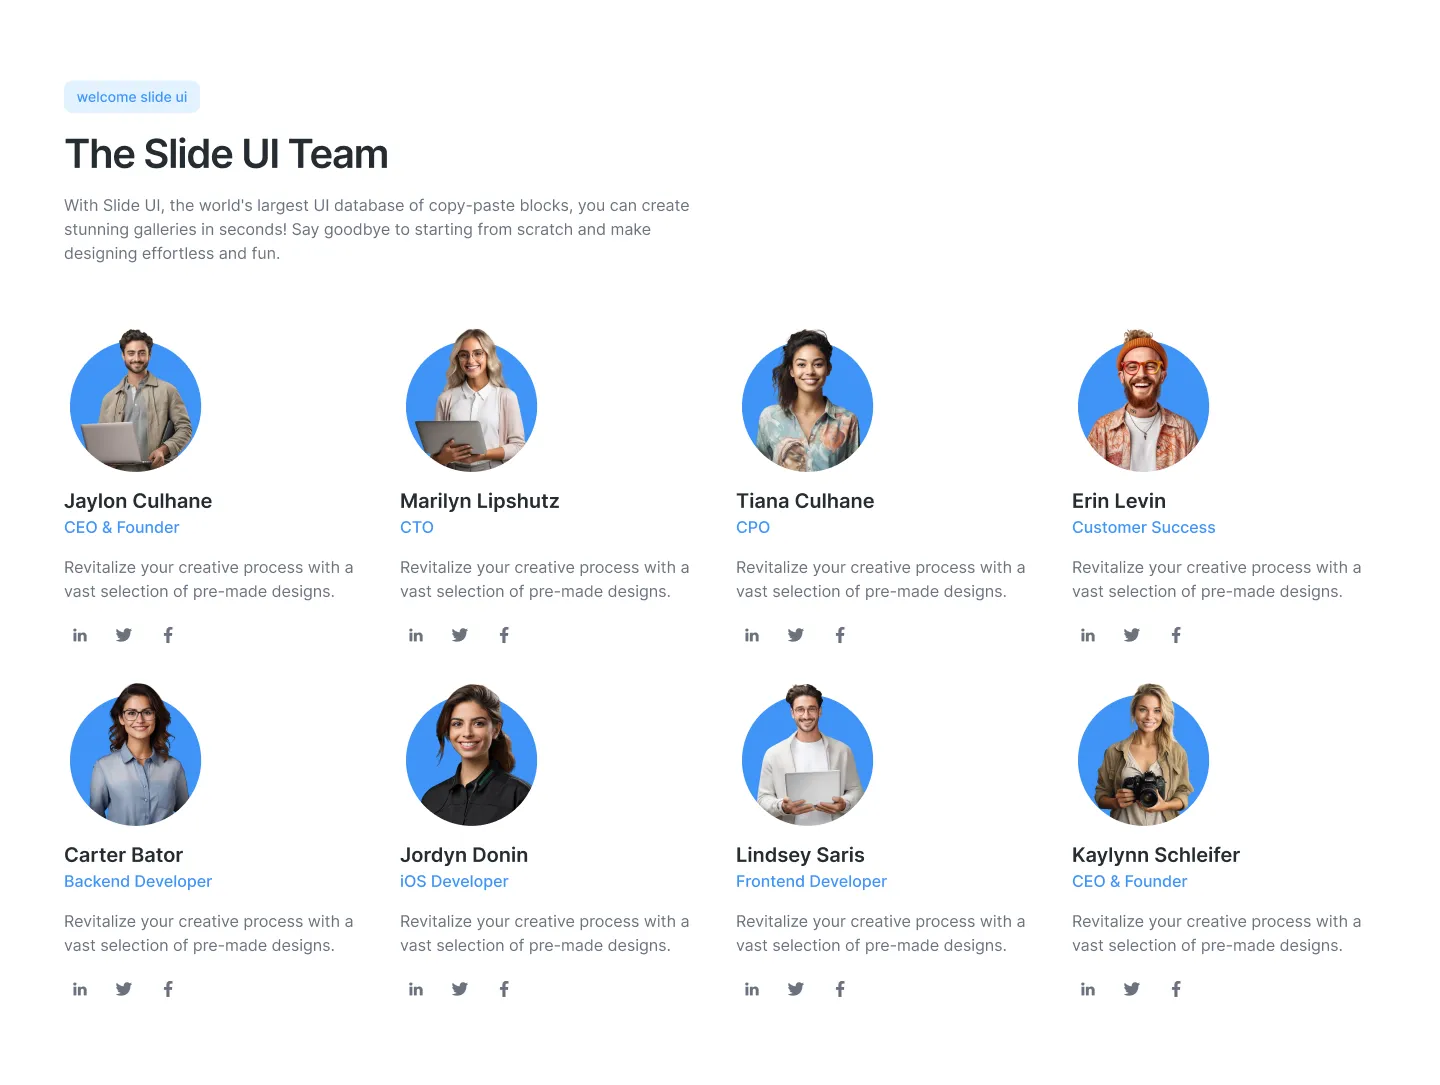 welcome slide ui
The Slide UI Team
With Slide UI, the world's largest UI database of copy-paste blocks, you can create
stunning galleries in seconds! Say goodbye to starting from scratch and make
designing effortless and fun.
Jaylon Culhane
CEO & Founder
Revitalize your creative process with a
vast selection of pre-made designs.
in
Marilyn Lipshutz
CTO
Revitalize your creative process with a
vast selection of pre-made designs.
in
Tiana Culhane
CPO
Revitalize your creative process with a
vast selection of pre-made designs.
in
Erin Levin
Customer Success
Revitalize your creative process with a
vast selection of pre-made designs.
in
Carter Bator
Backend Developer
Revitalize your creative process with a
vast selection of pre-made designs.
in
Jordyn Donin
iOS Developer
Revitalize your creative process with a
vast selection of pre-made designs.
in
Lindsey Saris
Frontend Developer
Revitalize your creative process with a
vast selection of pre-made designs.
in
Kaylynn Schleifer
CEO & Founder
Revitalize your creative process with a
vast selection of pre-made designs.
in